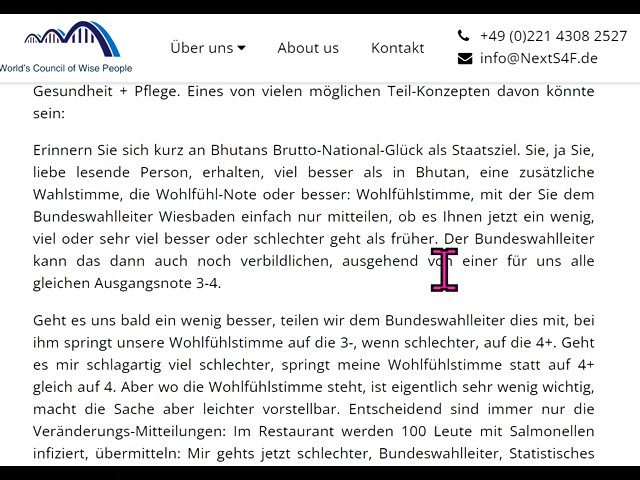 World's Council of Wise People
Über uns
About us
Kontakt
+49 (0)221 4308 2527
info@NextS4F.de
Gesundheit + Pflege. Eines von vielen möglichen Teil-Konzepten davon könnte
sein:
Erinnern Sie sich kurz an Bhutans Brutto-National-Glück als Staatsziel. Sie, ja Sie,
liebe lesende Person, erhalten, viel besser als in Bhutan, eine zusätzliche
Wahlstimme, die Wohlfühl-Note oder besser: Wohlfühlstimme, mit der Sie dem
Bundeswahlleiter Wiesbaden einfach nur mitteilen, ob es Ihnen jetzt ein wenig,
viel oder sehr viel besser oder schlechter geht als früher. Der Bundeswahlleiter
kann das dann auch noch verbildlichen, ausgehend von einer für uns alle
gleichen Ausgangsnote 3-4.
Geht es uns bald ein wenig besser, teilen wir dem Bundeswahlleiter dies mit, bei
ihm springt unsere Wohlfühlstimme auf die 3-, wenn schlechter, auf die 4+. Geht
es mir schlagartig viel schlechter, springt meine Wohlfühlstimme statt auf 4+
gleich auf 4. Aber wo die Wohlfühlstimme steht, ist eigentlich sehr wenig wichtig,
macht die Sache aber leichter vorstellbar. Entscheidend sind immer nur die
Veränderungs-Mitteilungen: Im Restaurant werden 100 Leute mit Salmonellen
infiziert, übermitteln: Mir gehts jetzt schlechter, Bundeswahlleiter, Statistisches